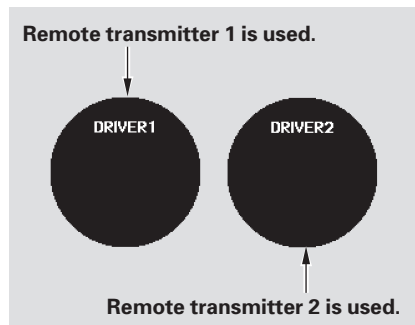 Remote transmitter 1 is used.
DRIVER1
DRIVER2
Remote transmitter 2 is used.